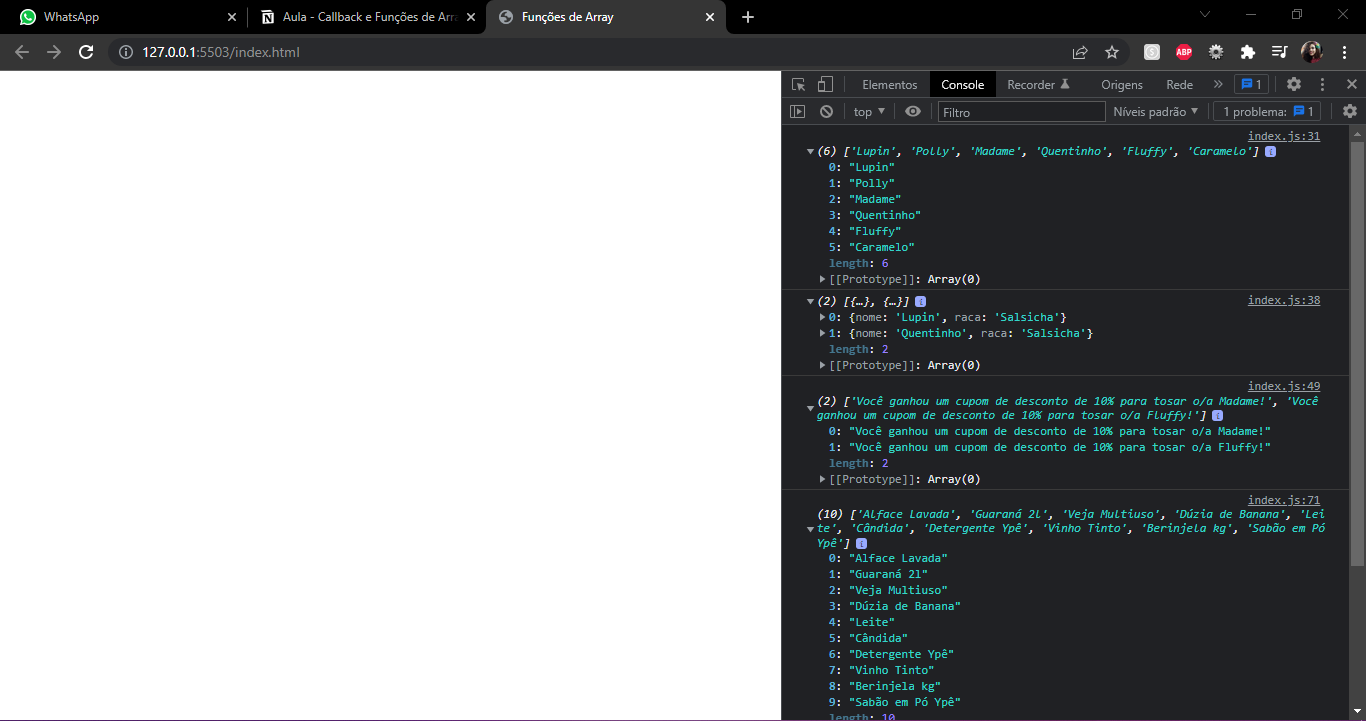 WhatsApp
Aula - Callback e Funções de Arra
Funções de Array
127.0.0.1:5503/index.html
ABP
Elementos Console Recorder Origens Rede » 1
top ▼ Filtro Níveis padrão ▼ 1 problema: 1
index.js:31
(6) ['Lupin', 'Polly', 'Madame', 'Quentinho', 'Fluffy', 'Caramelo'] i
0: "Lupin"
1: "Polly"
2: "Madame"
3: "Quentinho"
4: "Fluffy"
5: "Caramelo"
length: 6
[[Prototype]]: Array(0)
index.js:38
(2) [{…}, {…}] i
0: {nome: 'Lupin', raca: 'Salsicha'}
1: {nome: 'Quentinho', raca: 'Salsicha'}
length: 2
[[Prototype]]: Array(0)
index.js:49
(2) ['Você ganhou um cupom de desconto de 10% para tosar o/a Madame!', 'Você
ganhou um cupom de desconto de 10% para tosar o/a Fluffy!'] i
0: "Você ganhou um cupom de desconto de 10% para tosar o/a Madame!"
1: "Você ganhou um cupom de desconto de 10% para tosar o/a Fluffy!"
length: 2
[[Prototype]]: Array(0)
index.js:71
(10) ['Alface Lavada', 'Guaraná 2l', 'Veja Multiuso', 'Dúzia de Banana', 'Lei
te', 'Cândida', 'Detergente Ypê', 'Vinho Tinto', 'Berinjela kg', 'Sabão em Pó
Ypê'] i
0: "Alface Lavada"
1: "Guaraná 2l"
2: "Veja Multiuso"
3: "Dúzia de Banana"
4: "Leite"
5: "Cândida"
6: "Detergente Ypê"
7: "Vinho Tinto"
8: "Berinjela kg"
9: "Sabão em Pó Ypê"
length: 10